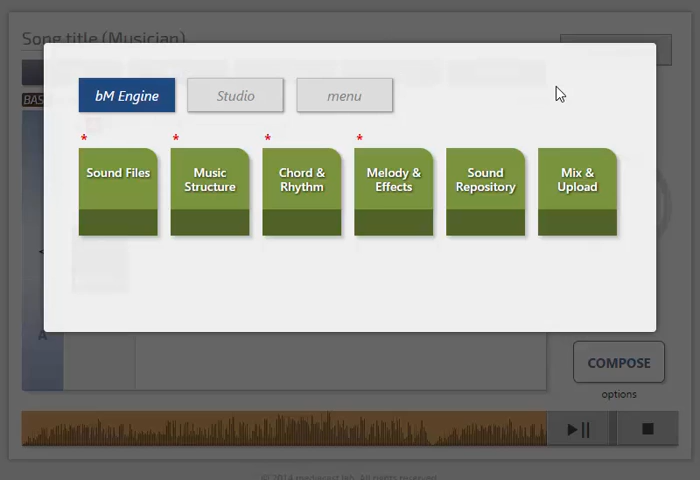 Song title (Musician)
bM Engine
Studio
menu
* * * *
Sound Files
Music
Structure
Chord &
Rhythm
Melody &
Effects
Sound
Repository
Mix &
Upload
BAS
A
COMPOSE
options